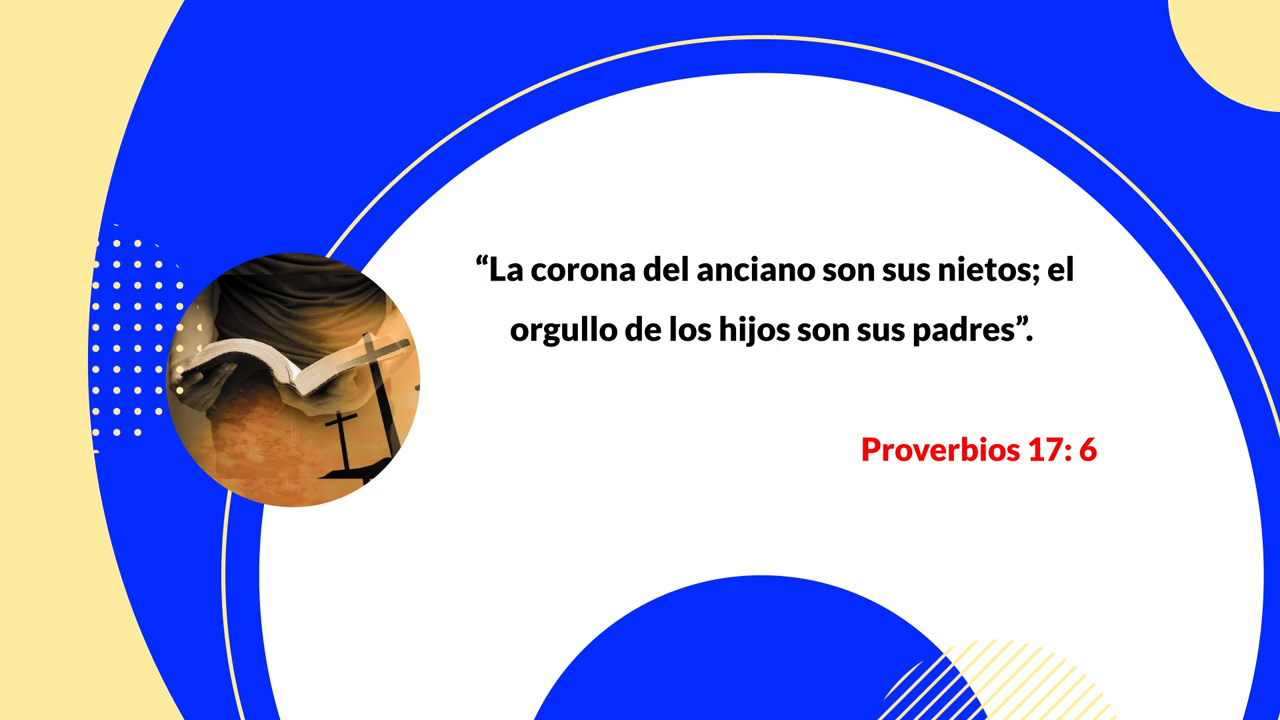 “La corona del anciano son sus nietos; el
orgullo de los hijos son sus padres”.
Proverbios 17: 6